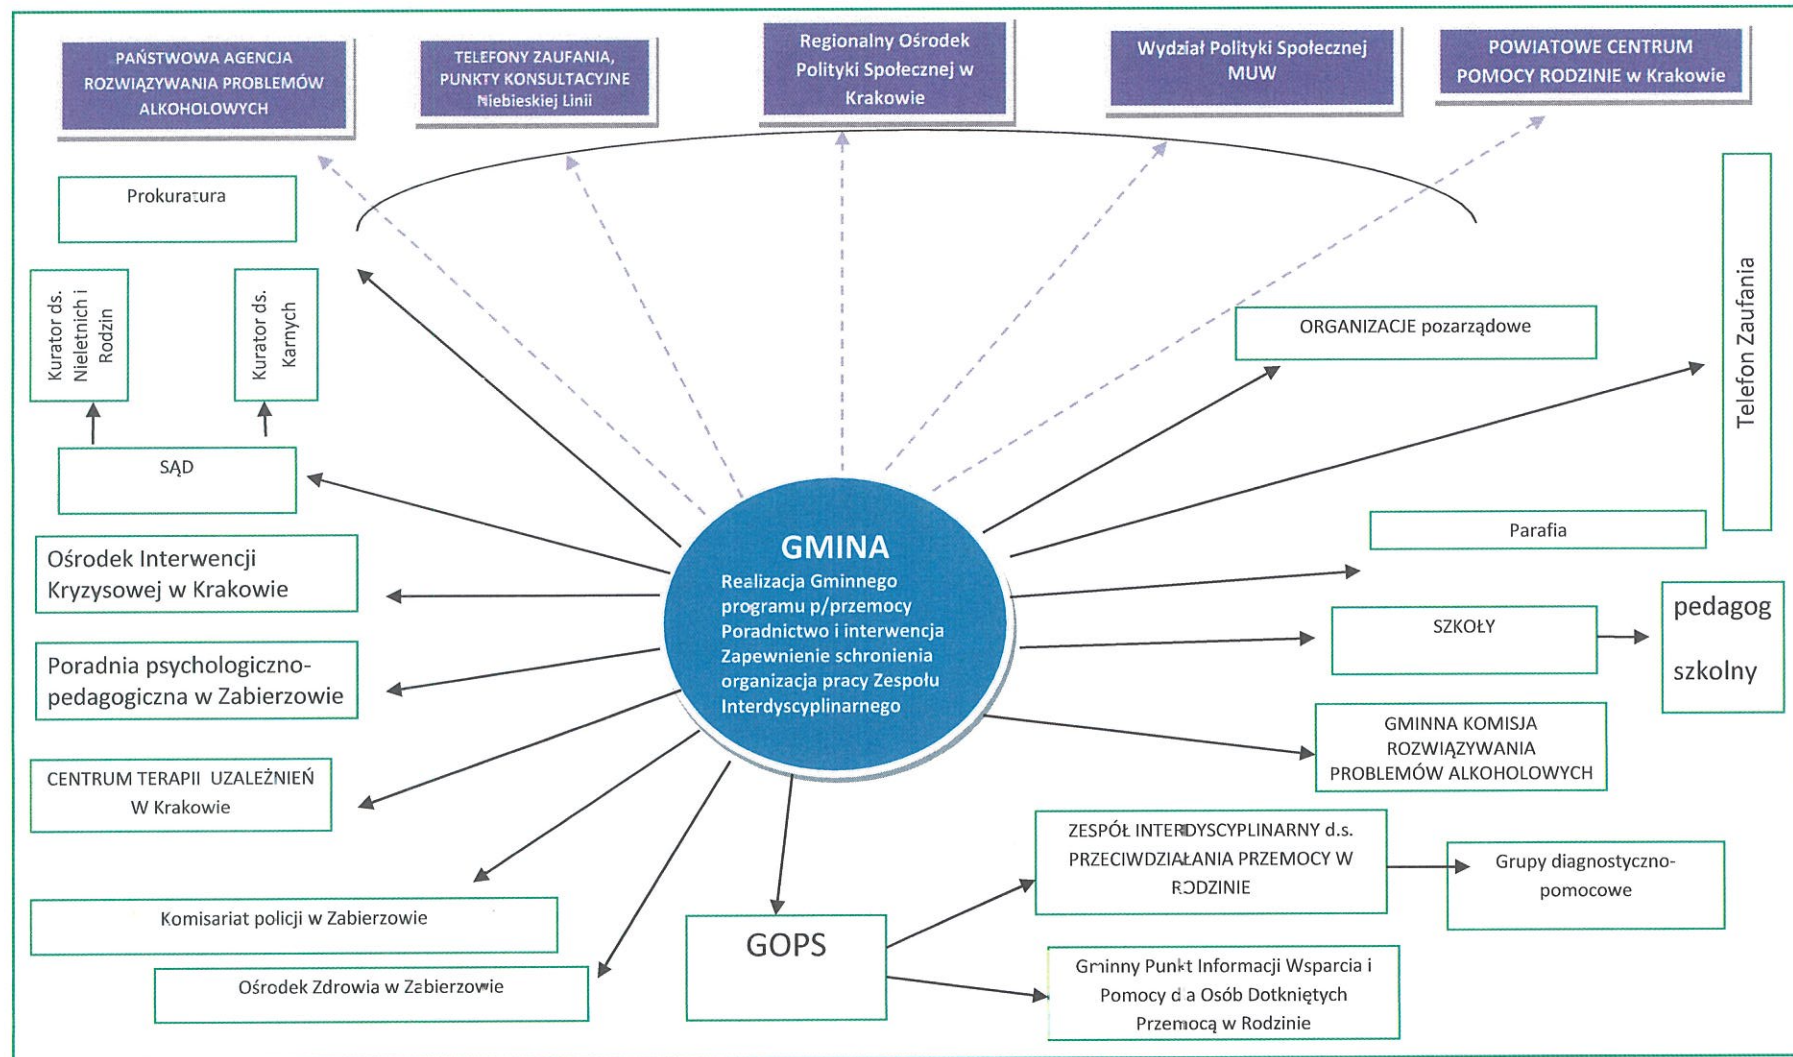 PAŃSTWOWA AGENCJA
ROZWIĄZYWANIA PROBLEMÓW
ALKOHOLOWYCH
TELEFONY ZAUFANIA,
PUNKTY KONSULTACYJNE
Niebieskiej Linii
Regionalny Ośrodek
Polityki Społecznej w
Krakowie
Wydział Polityki Społecznej
MUW
POWIATOWE CENTRUM
POMOCY RODZINIE w Krakowie
Prokuratura
Kurator ds.
Nieletnich i
Rodzin
Kurator ds.
Karnych
SĄD
Ośrodek Interwencji
Kryzysowej w Krakowie
Poradnia psychologiczno-
pedagogiczna w Zabierzowie
CENTRUM TERAPII UZALEŻNIEŃ
W Krakowie
Komisariat policji w Zabierzowie
Ośrodek Zdrowia w Zabierzowie
GMINA
Realizacja Gminnego
programu p/przemocy
Poradnictwo i interwencja
Zapewnienie schronienia
organizacja pracy Zespołu
Interdyscyplinarnego
ORGANIZACJE pozarządowe
Telefon Zaufania
Parafia
SZKOŁY
pedagog
szkolny
GMINNA KOMISJA
ROZWIĄZYWANIA
PROBLEMÓW ALKOHOLOWYCH
GOPS
ZESPÓŁ INTERDYSCYPLINARNY d.s.
PRZECIWDZIAŁANIA PRZEMOCY W
RODZINIE
Grupy diagnostyczno-
pomocowe
Gminny Punkt Informacji Wsparcia i
Pomocy dla Osób Dotkniętych
Przemocą w Rodzinie